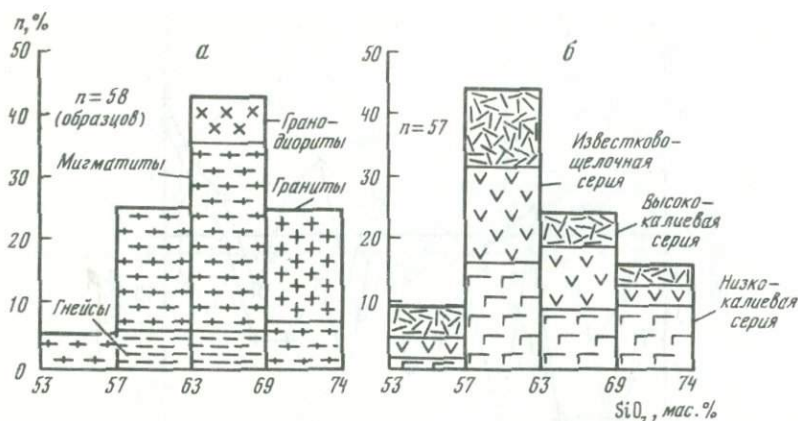 n,%
50
40
30
20
10
0
а
n=58
(образцов)
Мигматиты
Гнейсы
Грано-
диориты
Граниты
53 57 63 69 74
50
40
30
20
10
б
n=57
Известково-
щелочная
серия
Высоко-
калиевая
серия
Низко-
калиевая
серия
53 57 63 69 74
SiO₂, мас.%